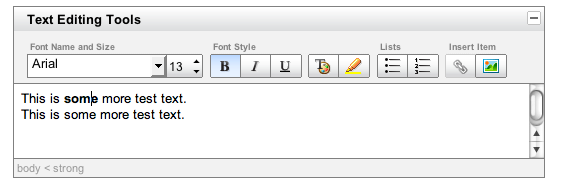 Text Editing Tools
Font Name and Size
Font Style
Lists
Insert Item
Arial
13
B I U
This is some more test text.
This is some more test text.
body < strong